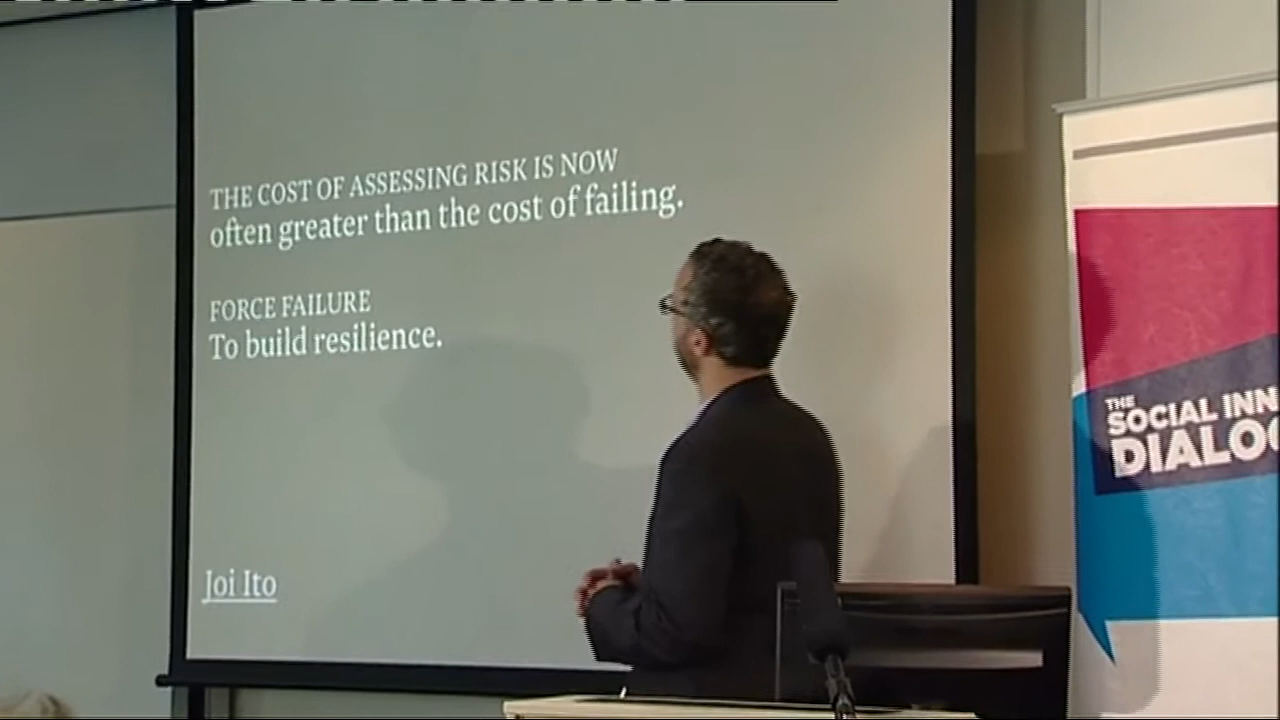 THE COST OF ASSESSING RISK IS NOW
often greater than the cost of failing.
FORCE FAILURE
To build resilience.
Joi Ito
THE
SOCIAL INN
DIALO